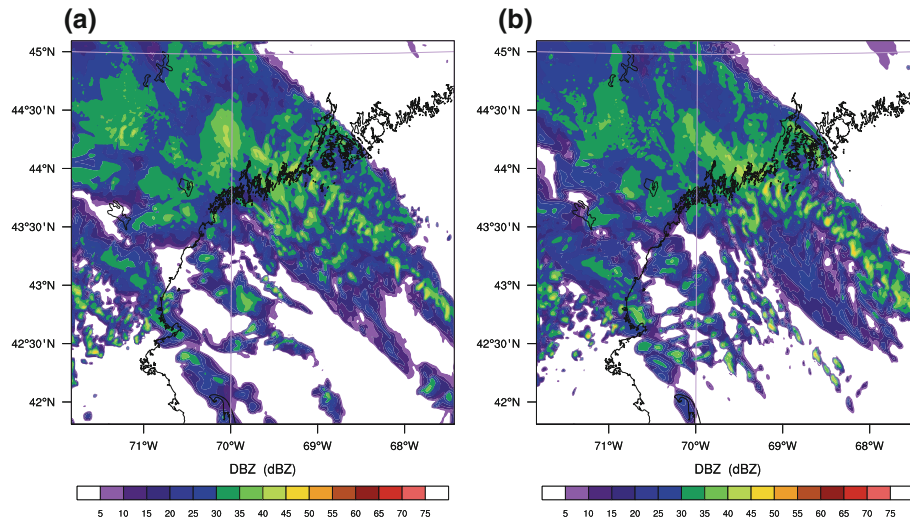 (a) (b)
45°N 45°N
44°30'N 44°30'N
44°N 44°N
43°30'N 43°30'N
43°N 43°N
42°30'N 42°30'N
42°N 42°N
71°W 70°W 69°W 68°W 71°W 70°W 69°W 68°W
DBZ (dBZ) DBZ (dBZ)
5 10 15 20 25 30 35 40 45 50 55 60 65 70 75 5 10 15 20 25 30 35 40 45 50 55 60 65 70 75